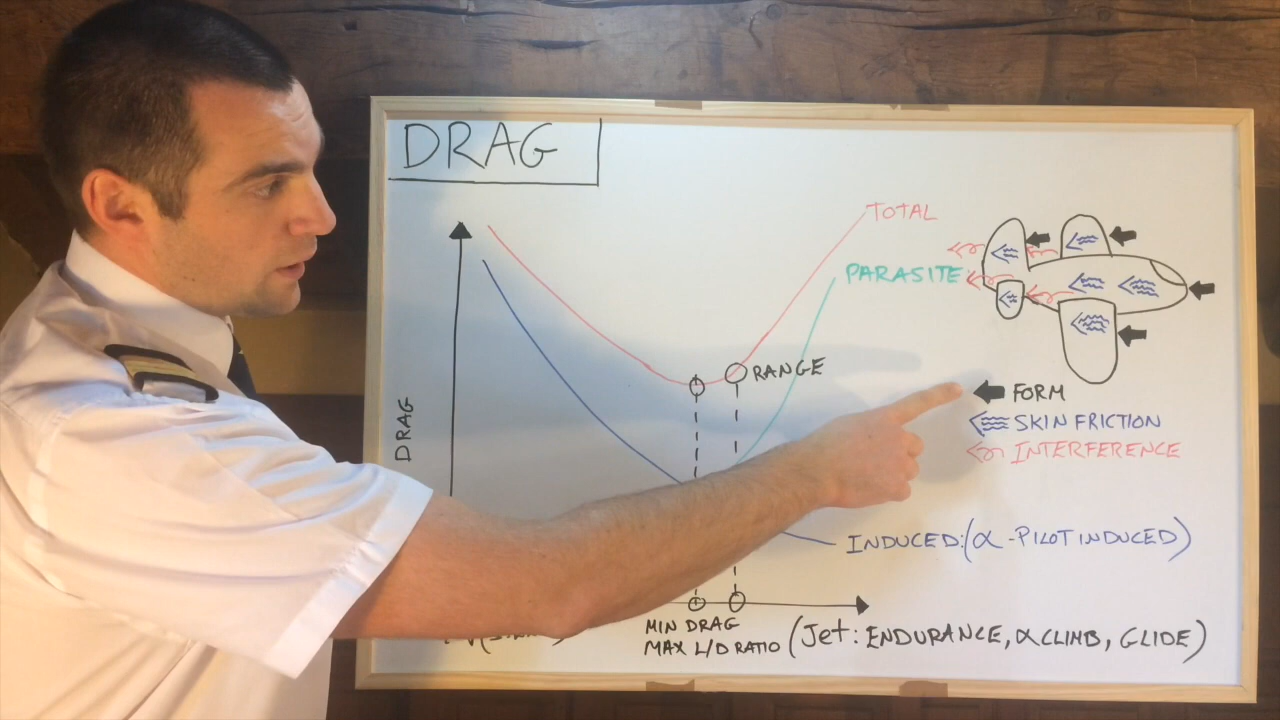 DRAG
TOTAL
PARASITE
RANGE
DRAG
FORM
SKIN FRICTION
INTERFERENCE
INDUCED:(α - PILOT INDUCED)
MIN DRAG
MAX L/D RATIO (Jet: ENDURANCE, α CLIMB, GLIDE)